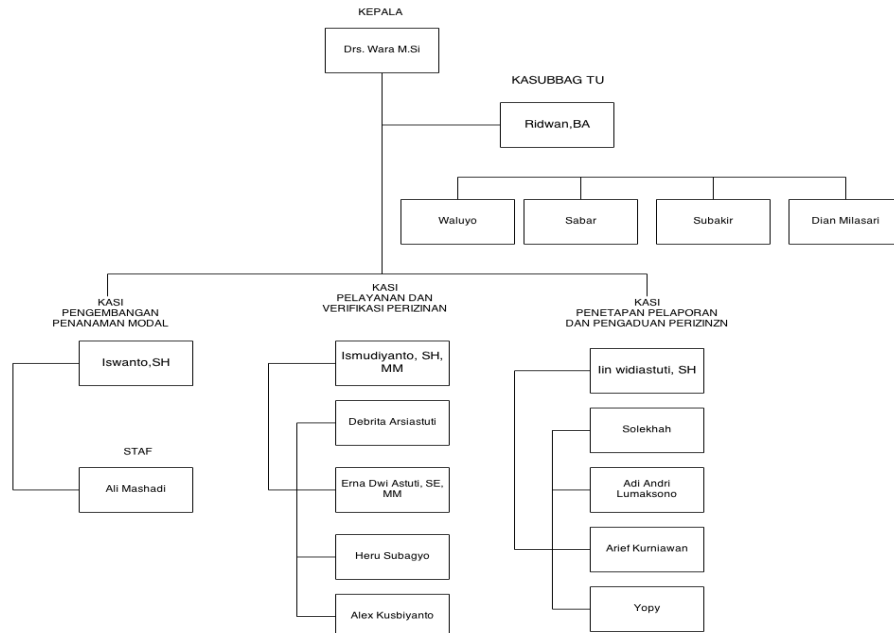 KEPALA
Drs. Wara M.Si
KASUBBAG TU
Ridwan,BA
Waluyo
Sabar
Subakir
Dian Milasari
KASI
PENGEMBANGAN
PENANAMAN MODAL
Iswanto,SH
STAF
Ali Mashadi
KASI
PELAYANAN DAN
VERIFIKASI PERIZINAN
Ismudiyanto, SH,
MM
Debrita Arsiastuti
Erna Dwi Astuti, SE,
MM
Heru Subagyo
Alex Kusbiyanto
KASI
PENETAPAN PELAPORAN
DAN PENGADUAN PERIZINZN
Iin widiastuti, SH
Solekhah
Adi Andri
Lumaksono
Arief Kurniawan
Yopy